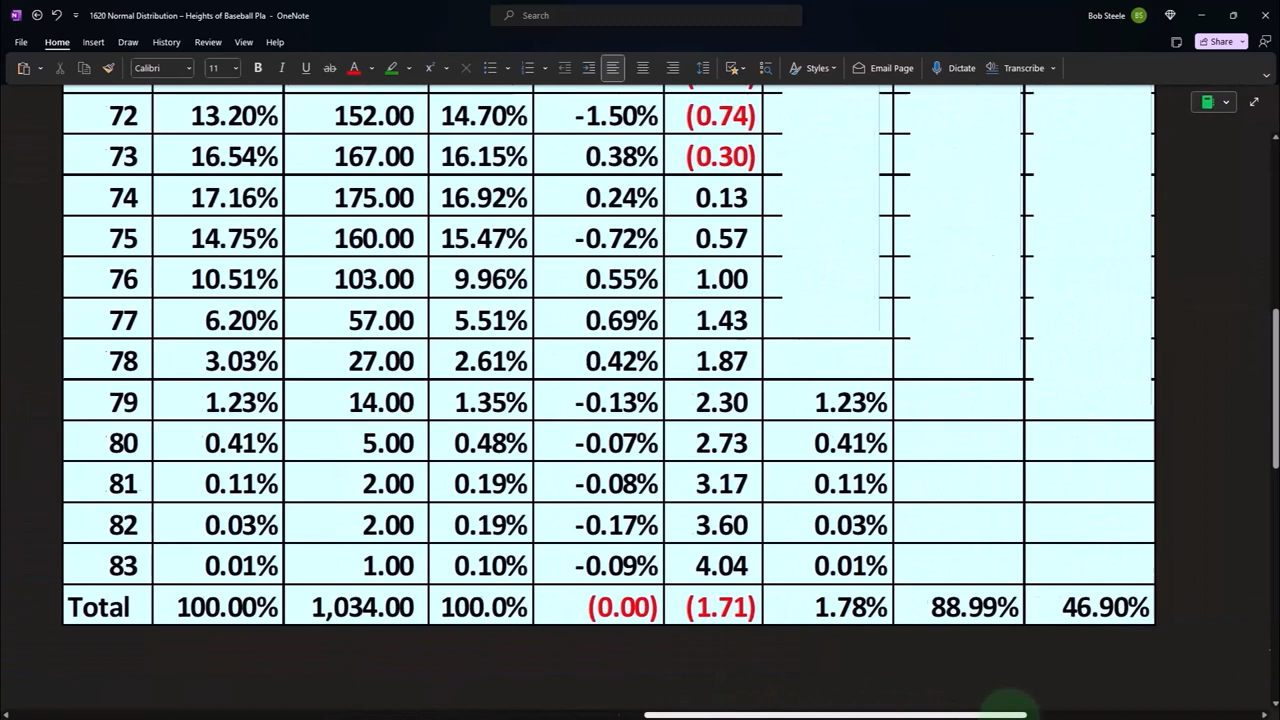 1620 Normal Distribution – Heights of Baseball Pla - OneNote
Search
Bob Steele BS
File Home Insert Draw History Review View Help
Share
Calibri 11 B I U ab A x Styles Email Page Dictate Transcribe
72 13.20% 152.00 14.70% -1.50% (0.74)
73 16.54% 167.00 16.15% 0.38% (0.30)
74 17.16% 175.00 16.92% 0.24% 0.13
75 14.75% 160.00 15.47% -0.72% 0.57
76 10.51% 103.00 9.96% 0.55% 1.00
77 6.20% 57.00 5.51% 0.69% 1.43
78 3.03% 27.00 2.61% 0.42% 1.87
79 1.23% 14.00 1.35% -0.13% 2.30 1.23%
80 0.41% 5.00 0.48% -0.07% 2.73 0.41%
81 0.11% 2.00 0.19% -0.08% 3.17 0.11%
82 0.03% 2.00 0.19% -0.17% 3.60 0.03%
83 0.01% 1.00 0.10% -0.09% 4.04 0.01%
Total 100.00% 1,034.00 100.0% (0.00) (1.71) 1.78% 88.99% 46.90%